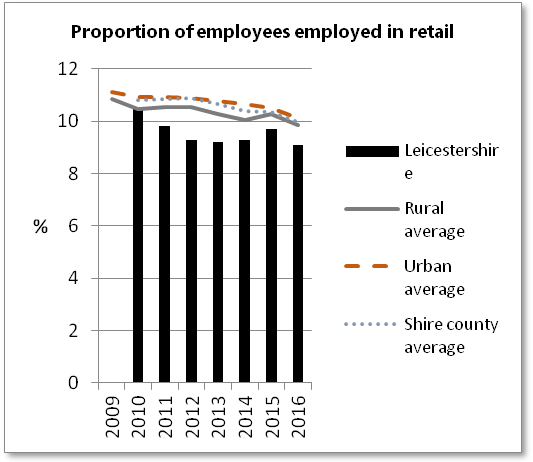 Proportion of employees employed in retail
12
10
8
6
4
2
0
%
2009
2010
2011
2012
2013
2014
2015
2016
Leicestershir
e
Rural
average
Urban
average
Shire county
average